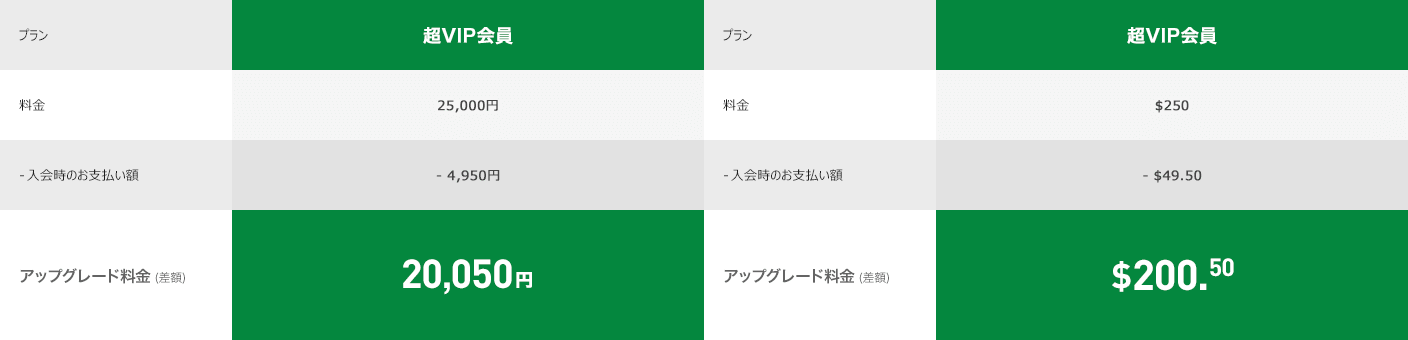 プラン 超VIP会員
料金 25,000円
- 入会時のお支払い額 - 4,950円
アップグレード料金 (差額) 20,050円
プラン 超VIP会員
料金 $250
- 入会時のお支払い額 - $49.50
アップグレード料金 (差額) $200.50